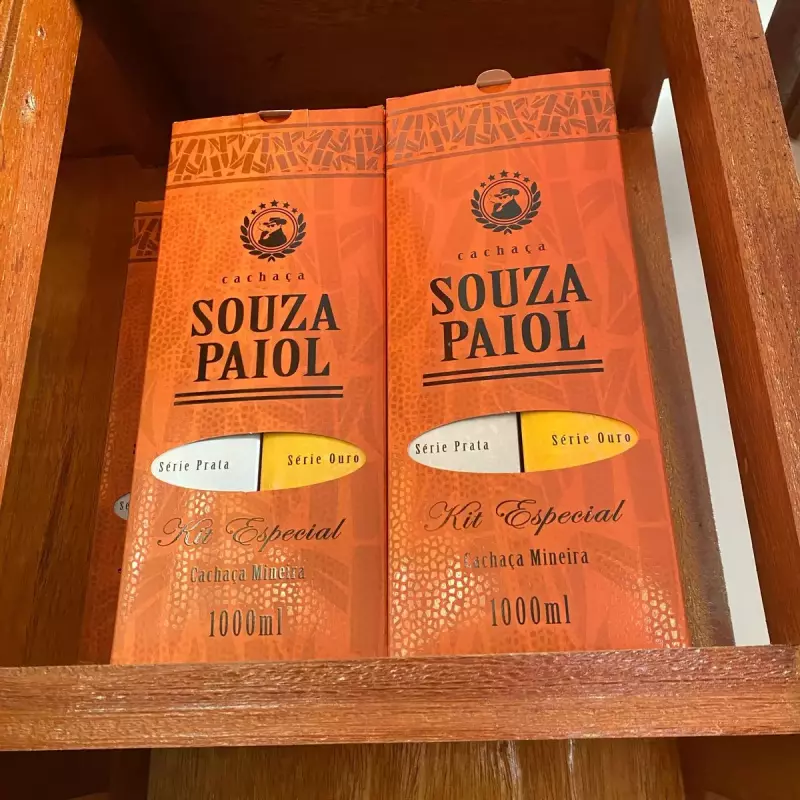 cachaça
SOUZA
PAIOL
Série Prata
Série Ouro
Kit Especial
Cachaça Mineira
1000ml
cachaça
SOUZA
PAIOL
Série Prata
Série Ouro
Kit Especial
Cachaça Mineira
1000ml
Sé